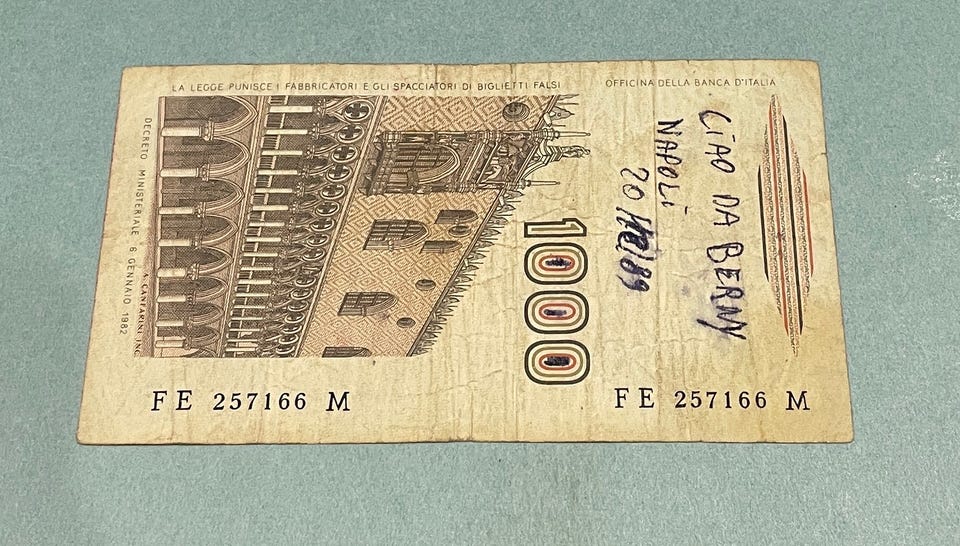 LA LEGGE PUNISCE I FABBRICATORI E GLI SPACCIATORI DI BIGLIETTI FALSI
OFFICINA DELLA BANCA D'ITALIA
DECRETO MINISTERIALE 6 GENNAIO 1982
A. CANFARINI INC.
CIAO DA BERNY
NAPOLI
1000
FE 257166 M
FE 257166 M